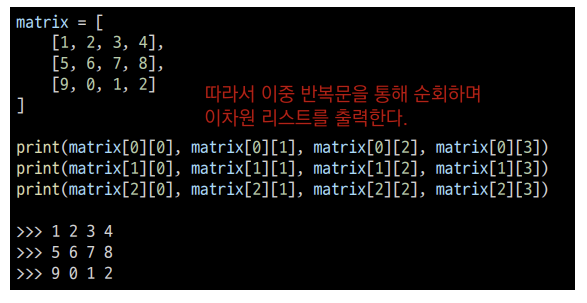 matrix = [
    [1, 2, 3, 4],
    [5, 6, 7, 8],
    [9, 0, 1, 2]
]
따라서 이중 반복문을 통해 순회하며
이차원 리스트를 출력한다.
print(matrix[0][0], matrix[0][1], matrix[0][2], matrix[0][3])
print(matrix[1][0], matrix[1][1], matrix[1][2], matrix[1][3])
print(matrix[2][0], matrix[2][1], matrix[2][2], matrix[2][3])
>>> 1 2 3 4
>>> 5 6 7 8
>>> 9 0 1 2